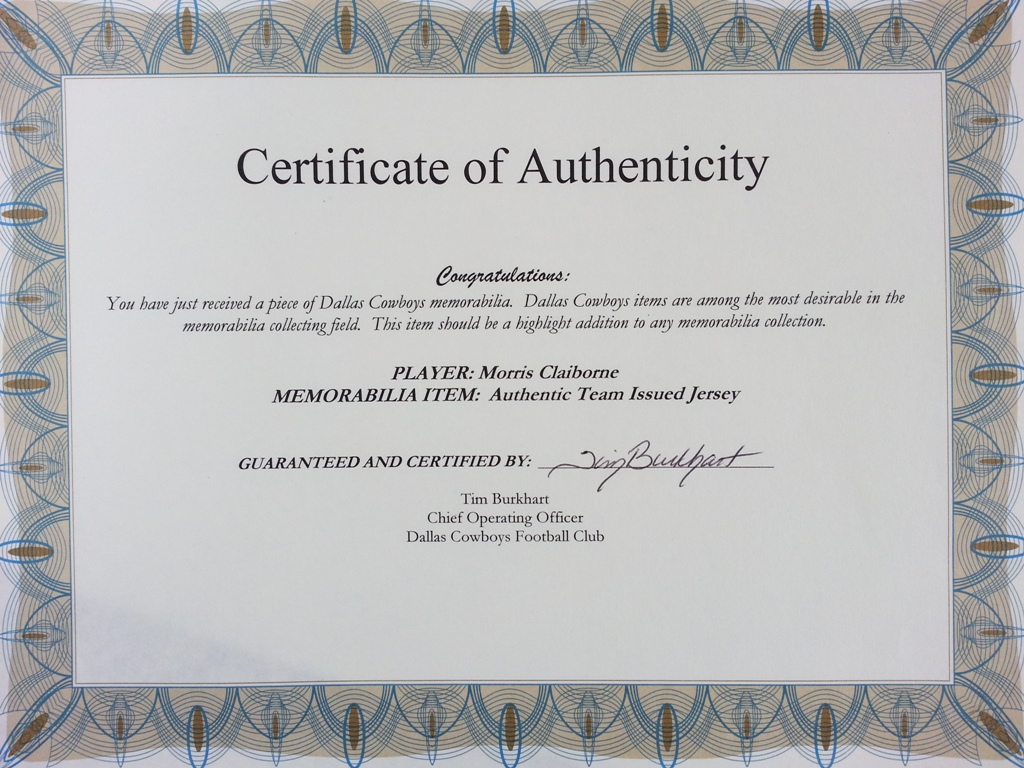 Certificate of Authenticity
Congratulations:
You have just received a piece of Dallas Cowboys memorabilia.  Dallas Cowboys items are among the most desirable in the
memorabilia collecting field.  This item should be a highlight addition to any memorabilia collection.
PLAYER: Morris Claiborne
MEMORABILIA ITEM:  Authentic Team Issued Jersey
GUARANTEED AND CERTIFIED BY: Tim Burkhart
Tim Burkhart
Chief Operating Officer
Dallas Cowboys Football Club